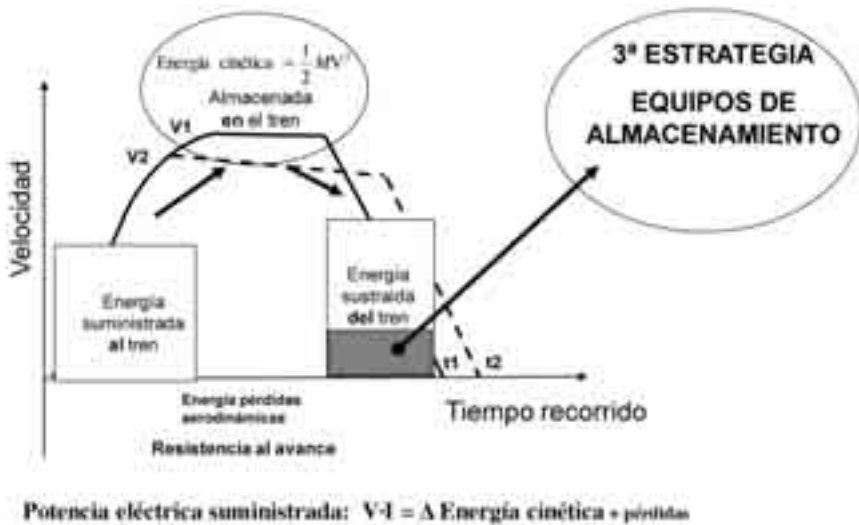 Energía cinética = 1/2 MV²
Almacenada
en el tren
3ª ESTRATEGIA
EQUIPOS DE
ALMACENAMIENTO
V1
V2
Velocidad
Energía
suministrada
al tren
Energía
sustraida
del tren
t1
t2
Energía pérdidas
aerodinámicas
Tiempo recorrido
Resistencia al avance
Potencia eléctrica suministrada: V·I = Δ Energía cinética + pérdidas